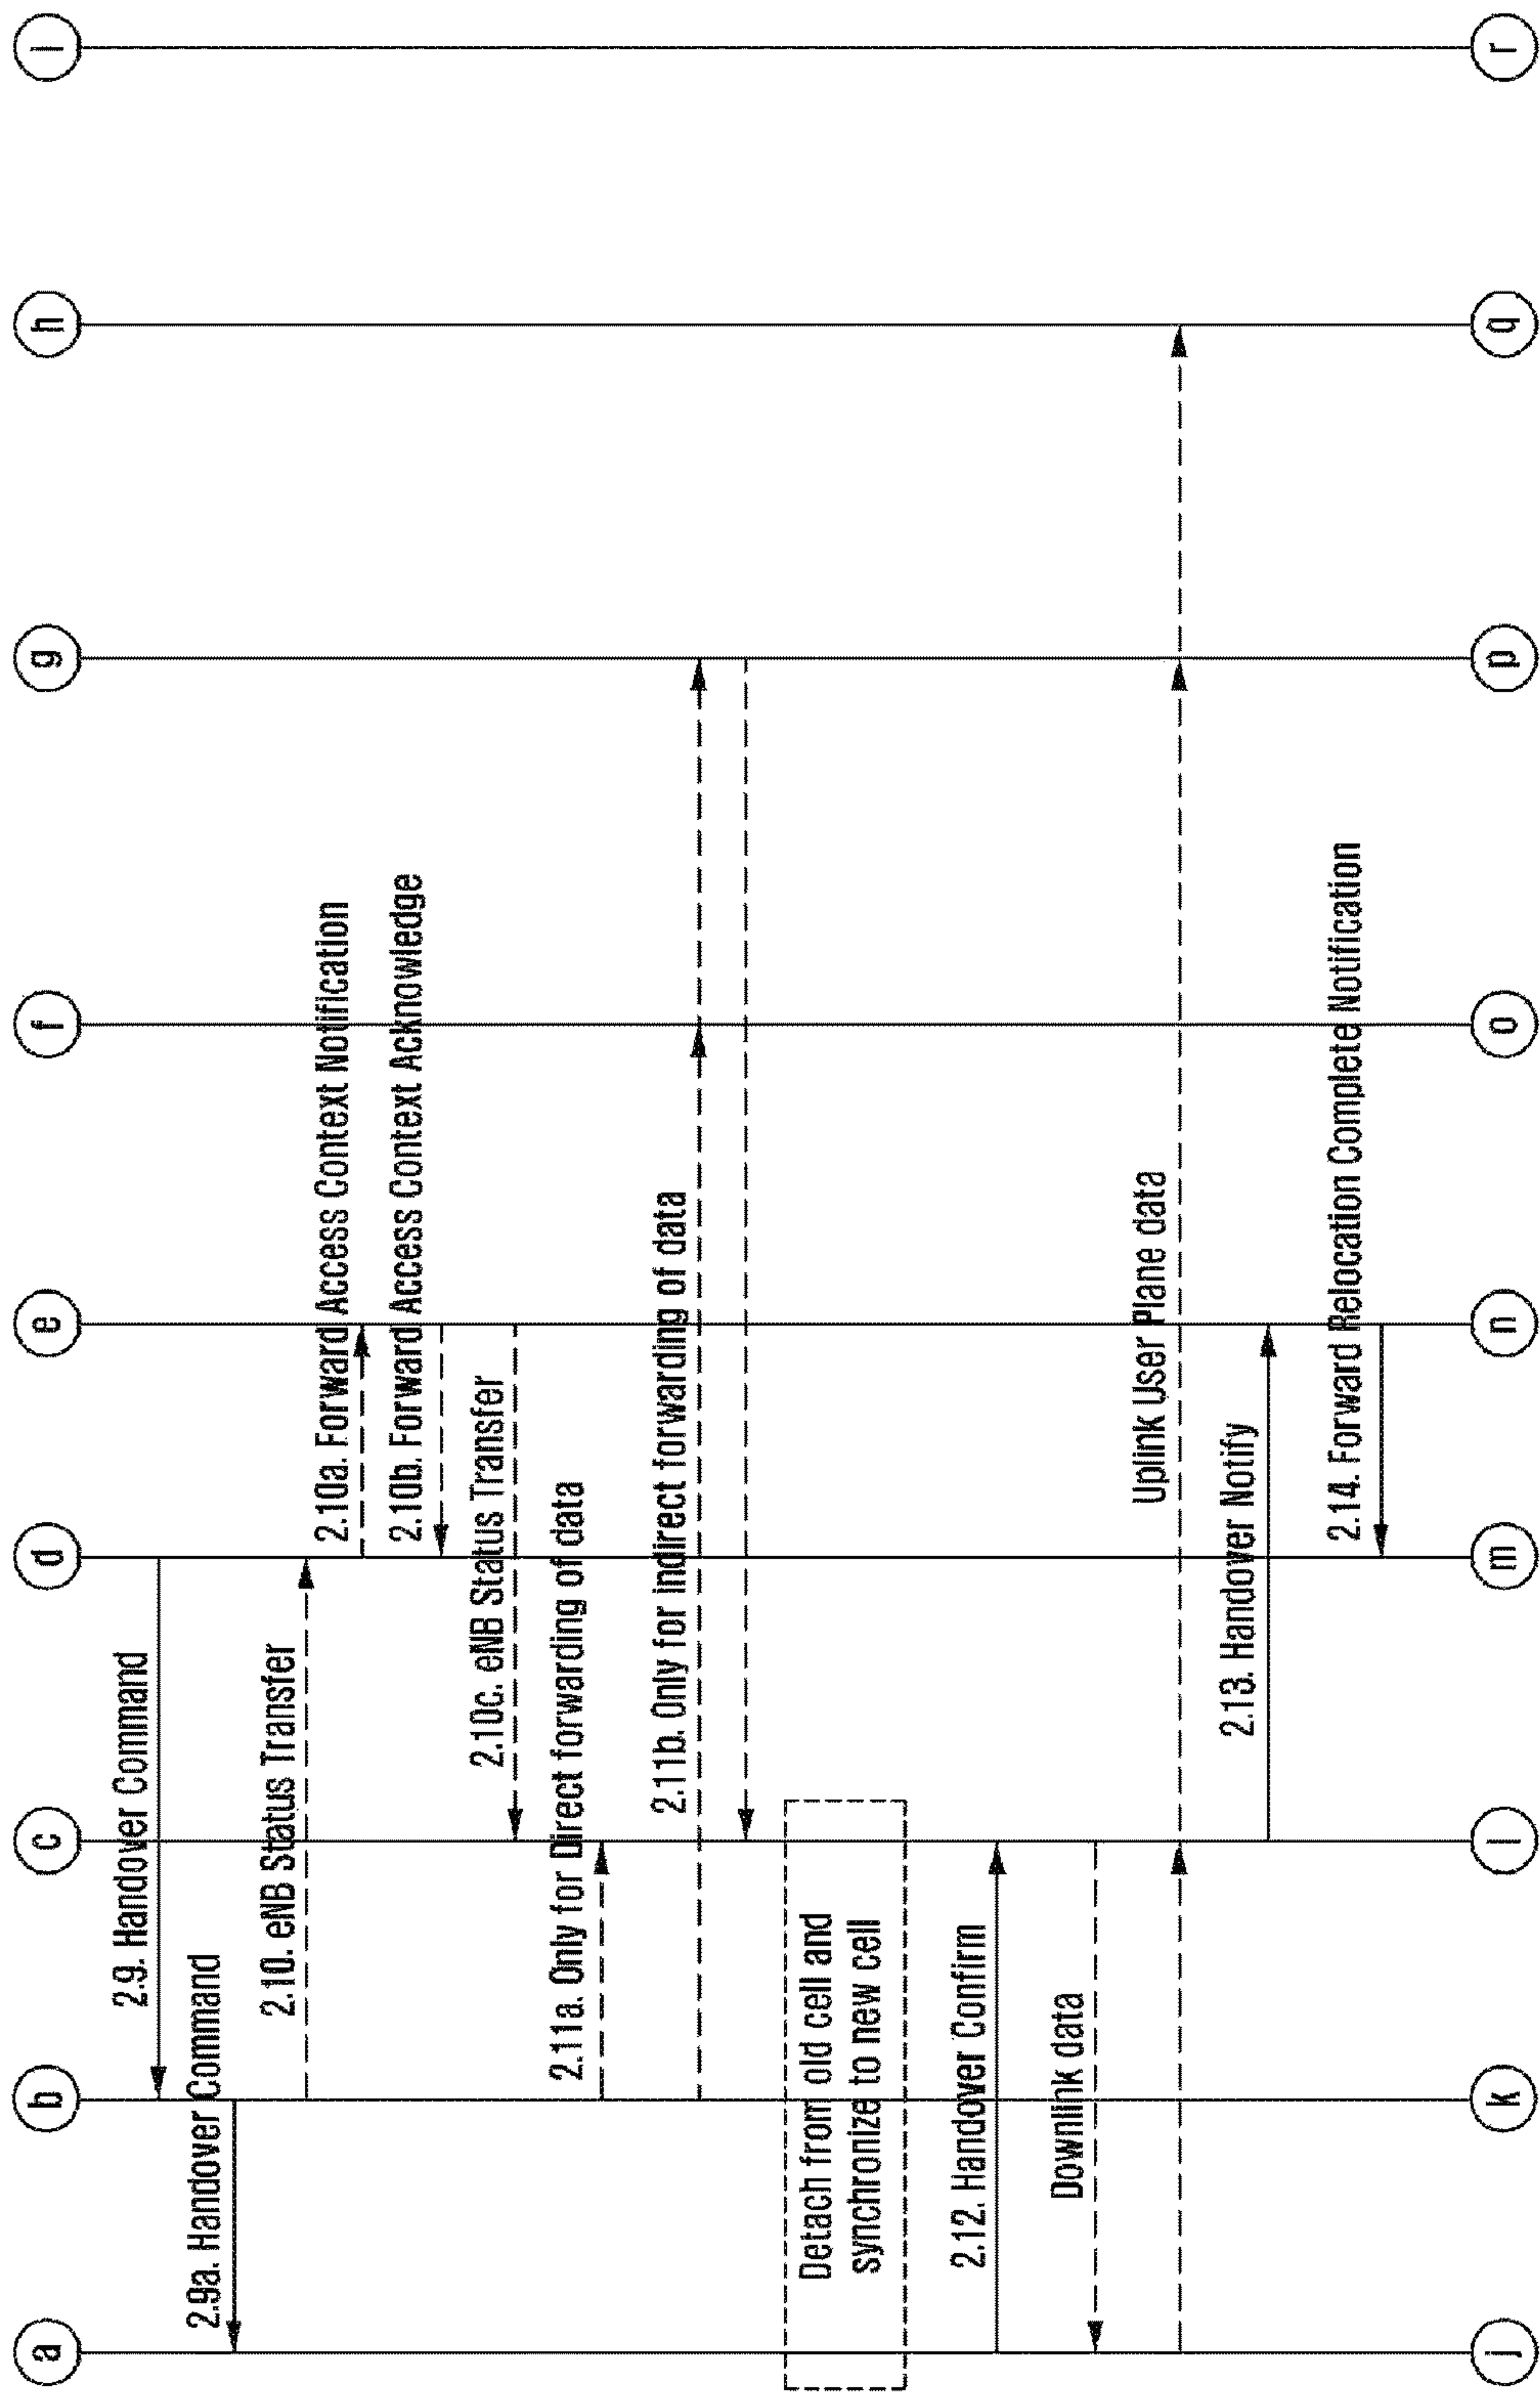 a
b
c
d
e
f
g
h
i
2.9. Handover Command
2.9a. Handover Command
2.10. eNB Status Transfer
2.10a. Forward Access Context Notification
2.10b. Forward Access Context Acknowledge
2.10c. eNB Status Transfer
2.11a. Only for Direct forwarding of data
2.11b. Only for Indirect forwarding of data
Detach from old cell and
synchronize to new cell
2.12. Handover Confirm
Downlink data
Uplink User Plane data
2.13. Handover Notify
2.14. Forward Relocation Complete Notification
j
k
l
m
n
o
p
q
r